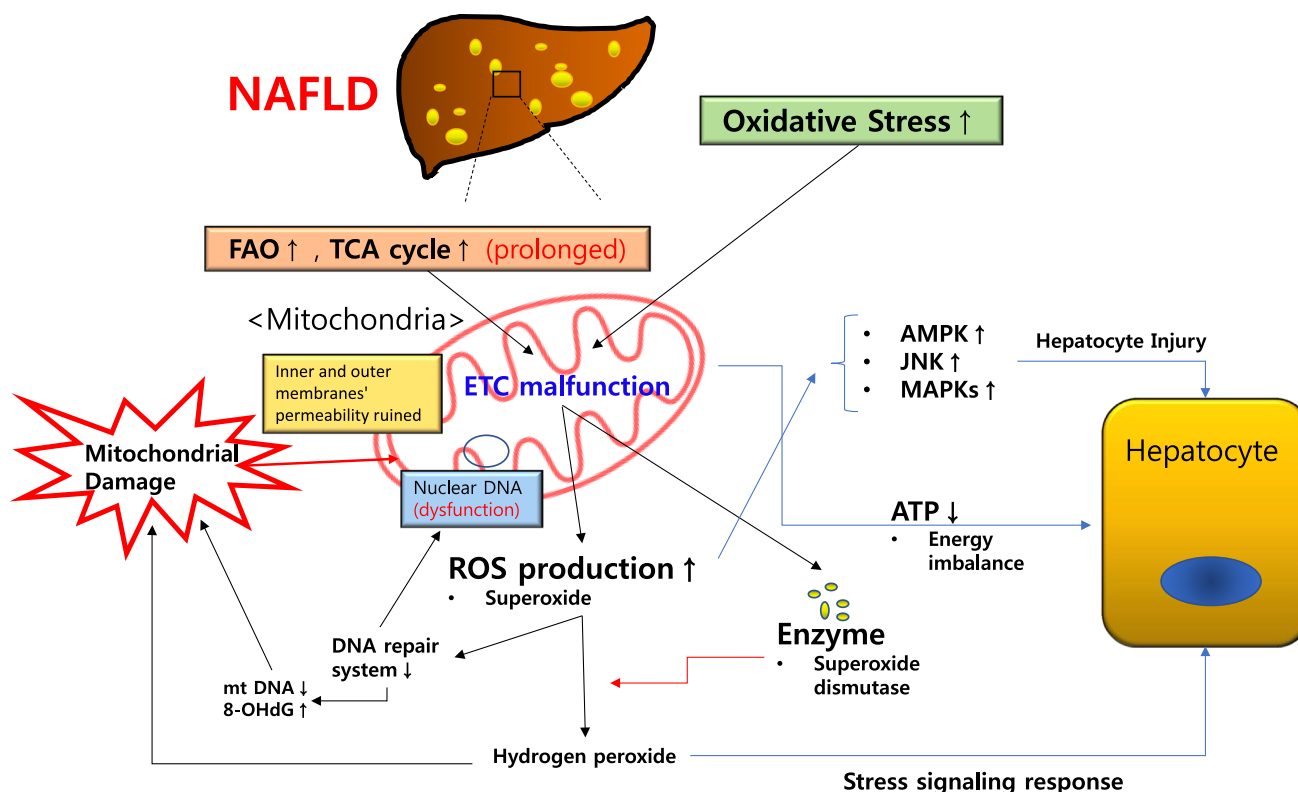 NAFLD
Oxidative Stress ↑
FAO ↑ , TCA cycle ↑ (prolonged)
<Mitochondria>
Inner and outer
membranes'
permeability ruined
ETC malfunction
• AMPK ↑
• JNK ↑
• MAPKs ↑
Hepatocyte Injury
Mitochondrial
Damage
Hepatocyte
Nuclear DNA
(dysfunction)
ATP ↓
• Energy
imbalance
ROS production ↑
• Superoxide
Enzyme
• Superoxide
dismutase
DNA repair
system ↓
mt DNA ↓
8-OHdG ↑
Hydrogen peroxide
Stress signaling response